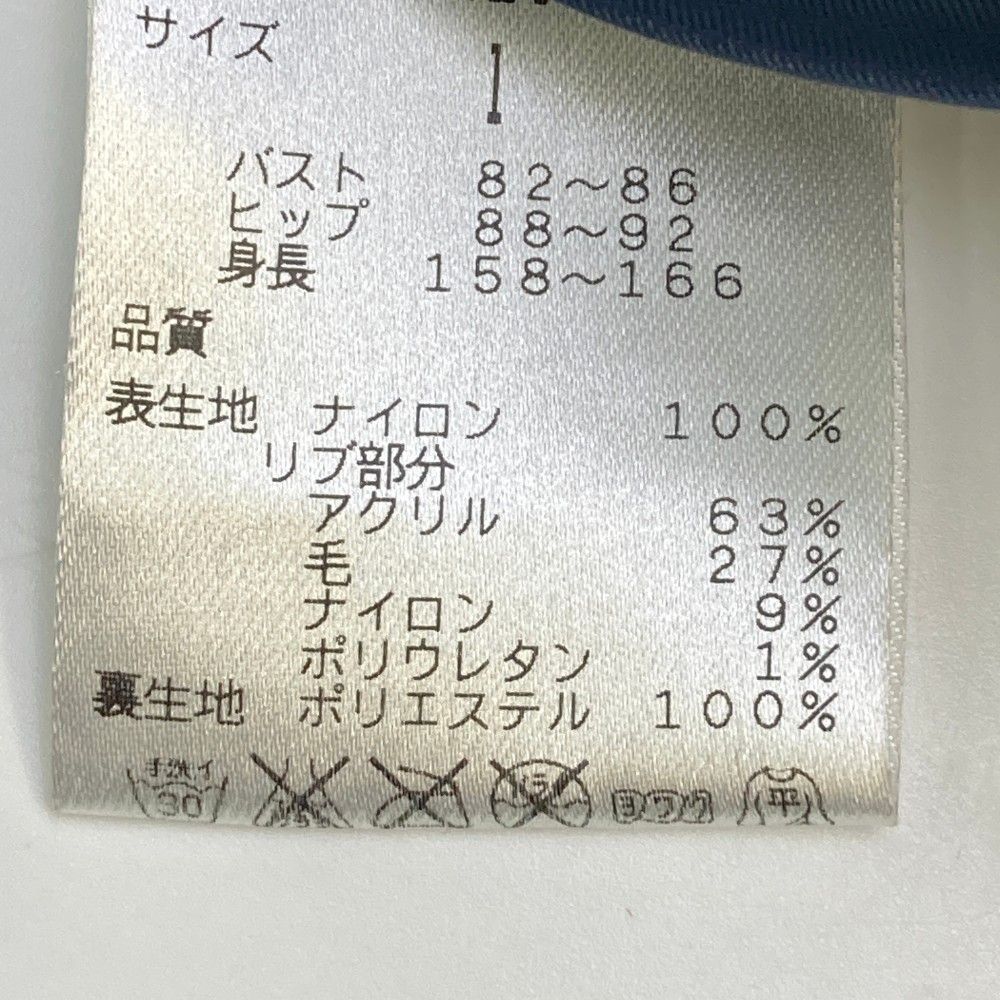 サイズ
I
バスト 82〜86
ヒップ 88〜92
身長 158〜166
品質
表生地 ナイロン 100%
リブ部分
アクリル 63%
毛 27%
ナイロン 9%
ポリウレタン 1%
裏生地 ポリエステル 100%
手洗イ 30 ヨワク 平